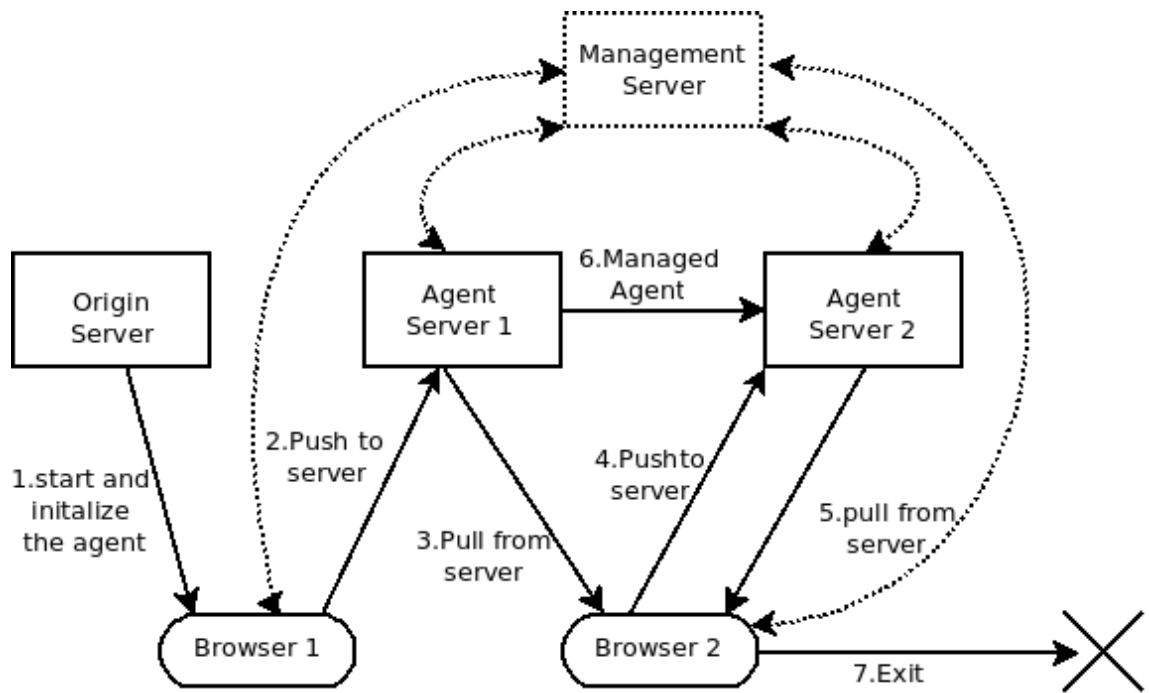 Management
Server
6.Managed
Agent
Origin
Server
Agent
Server 1
Agent
Server 2
2.Push to
server
1.start and
initalize
the agent
4.Pushto
server
3.Pull from
server
5.pull from
server
Browser 1
Browser 2
7.Exit